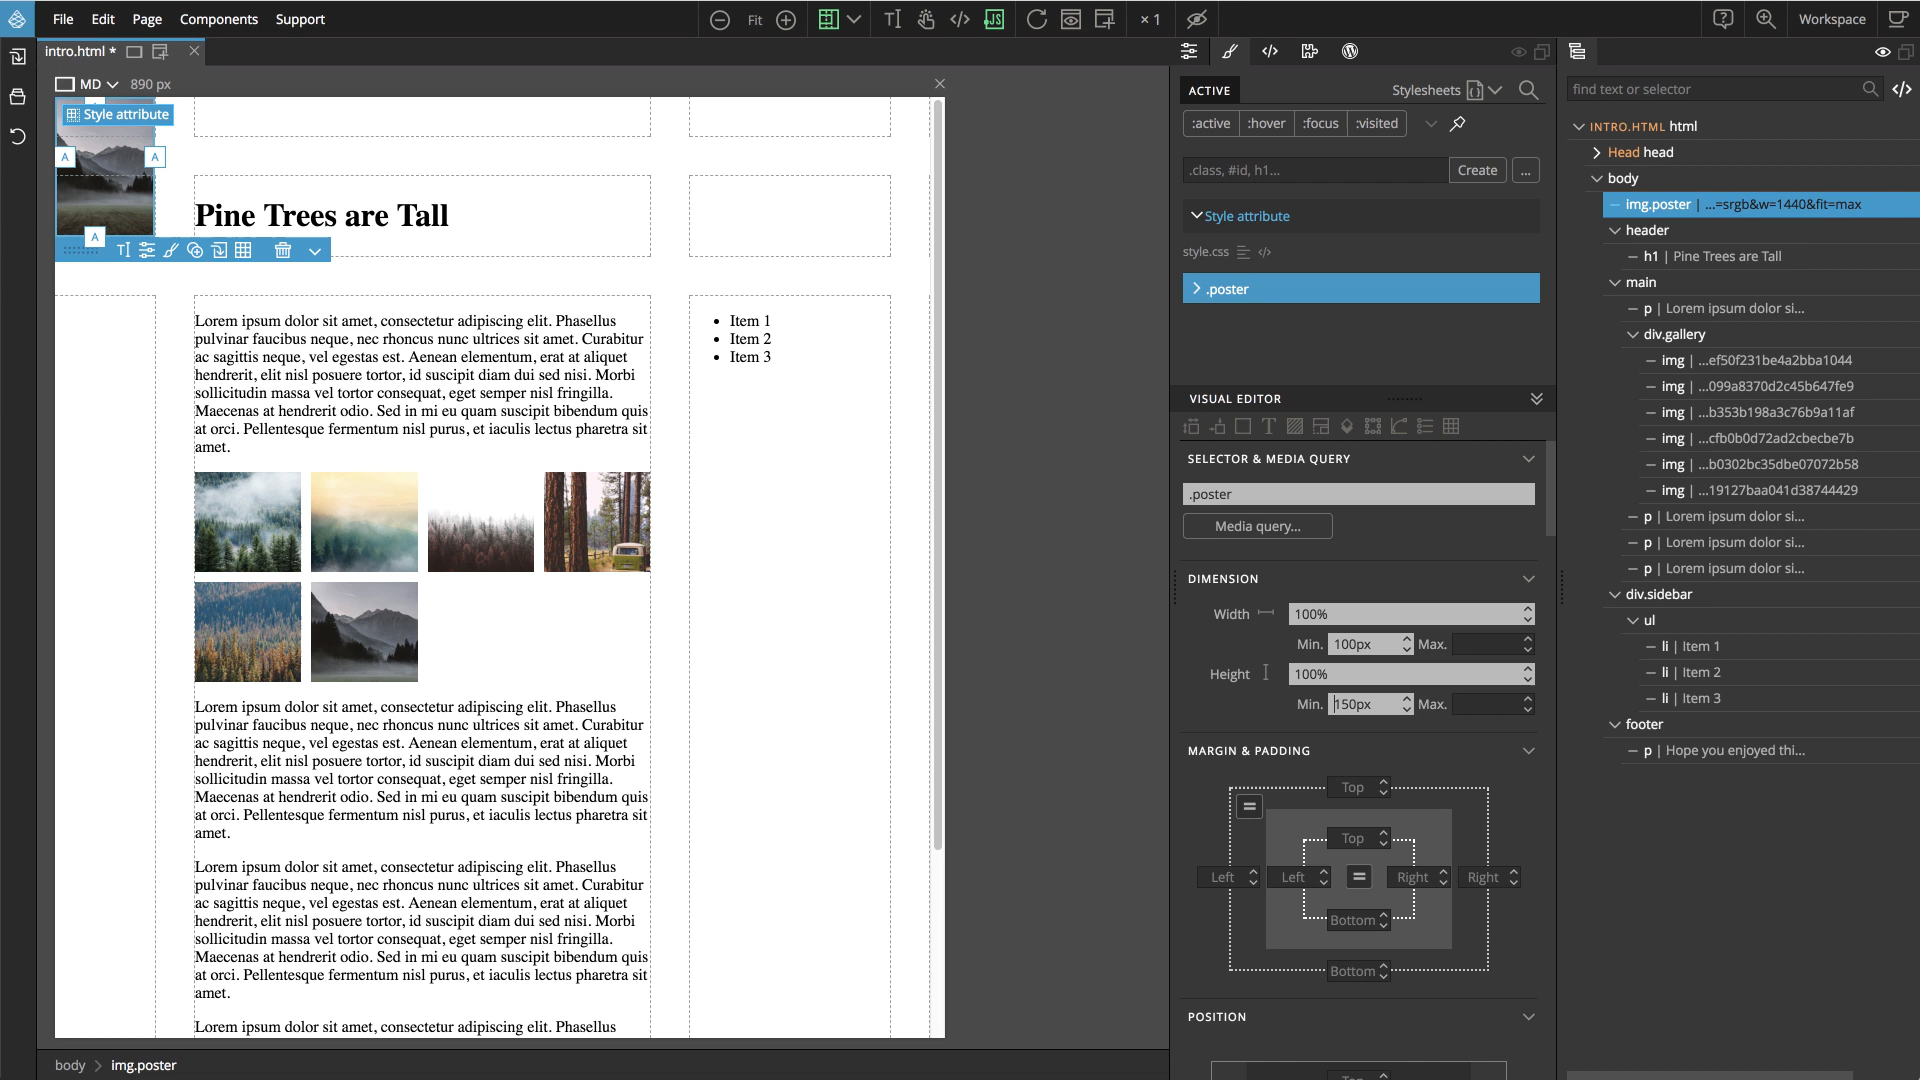 File Edit Page Components Support
Fit
JS
× 1
Workspace
intro.html *
MD 890 px
Style attribute
A
A
A
Pine Trees are Tall
Lorem ipsum dolor sit amet, consectetur adipiscing elit. Phasellus
pulvinar faucibus neque, nec rhoncus nunc ultrices sit amet. Curabitur
ac sagittis neque, vel egestas est. Aenean elementum, erat at aliquet
hendrerit, elit nisl posuere tortor, id suscipit diam dui sed nisi. Morbi
sollicitudin massa vel tortor consequat, eget semper nisl fringilla.
Maecenas at hendrerit odio. Sed in mi eu quam suscipit bibendum quis
at orci. Pellentesque fermentum nisl purus, et iaculis lectus pharetra sit
amet.
Item 1
Item 2
Item 3
Lorem ipsum dolor sit amet, consectetur adipiscing elit. Phasellus
pulvinar faucibus neque, nec rhoncus nunc ultrices sit amet. Curabitur
ac sagittis neque, vel egestas est. Aenean elementum, erat at aliquet
hendrerit, elit nisl posuere tortor, id suscipit diam dui sed nisi. Morbi
sollicitudin massa vel tortor consequat, eget semper nisl fringilla.
Maecenas at hendrerit odio. Sed in mi eu quam suscipit bibendum quis
at orci. Pellentesque fermentum nisl purus, et iaculis lectus pharetra sit
amet.
Lorem ipsum dolor sit amet, consectetur adipiscing elit. Phasellus
pulvinar faucibus neque, nec rhoncus nunc ultrices sit amet. Curabitur
ac sagittis neque, vel egestas est. Aenean elementum, erat at aliquet
hendrerit, elit nisl posuere tortor, id suscipit diam dui sed nisi. Morbi
sollicitudin massa vel tortor consequat, eget semper nisl fringilla.
Maecenas at hendrerit odio. Sed in mi eu quam suscipit bibendum quis
at orci. Pellentesque fermentum nisl purus, et iaculis lectus pharetra sit
amet.
Lorem ipsum dolor sit amet, consectetur adipiscing elit. Phasellus
body > img.poster
ACTIVE Stylesheets
:active :hover :focus :visited
.class, #id, h1... Create ...
Style attribute
style.css
.poster
VISUAL EDITOR
SELECTOR & MEDIA QUERY
.poster
Media query...
DIMENSION
Width 100%
Min. 100px Max.
Height 100%
Min. 150px Max.
MARGIN & PADDING
Top
Top
Left Left Right Right
Bottom
Bottom
POSITION
find text or selector
INTRO.HTML html
Head head
body
img.poster | ...=srgb&w=1440&fit=max
header
h1 | Pine Trees are Tall
main
p | Lorem ipsum dolor si...
div.gallery
img | ...ef50f231be4a2bba1044
img | ...099a8370d2c45b647fe9
img | ...b353b198a3c76b9a11af
img | ...cfb0b0d72ad2cbecbe7b
img | ...b0302bc35dbe07072b58
img | ...19127baa041d38744429
p | Lorem ipsum dolor si...
p | Lorem ipsum dolor si...
p | Lorem ipsum dolor si...
div.sidebar
ul
li | Item 1
li | Item 2
li | Item 3
footer
p | Hope you enjoyed thi...